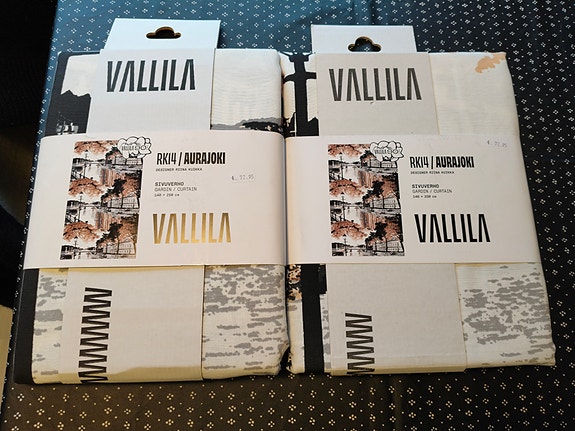 VALLILA
RK14 / AURAJOKI
DESIGNER RIINA KUIKKA
SIVUVERHO
GARDIN / CURTAIN
140 × 250 cm
VALLILA
VALLILA
RK14 / AURAJOKI
DESIGNER RIINA KUIKKA
SIVUVERHO
GARDIN / CURTAIN
140 × 250 cm
VALLILA